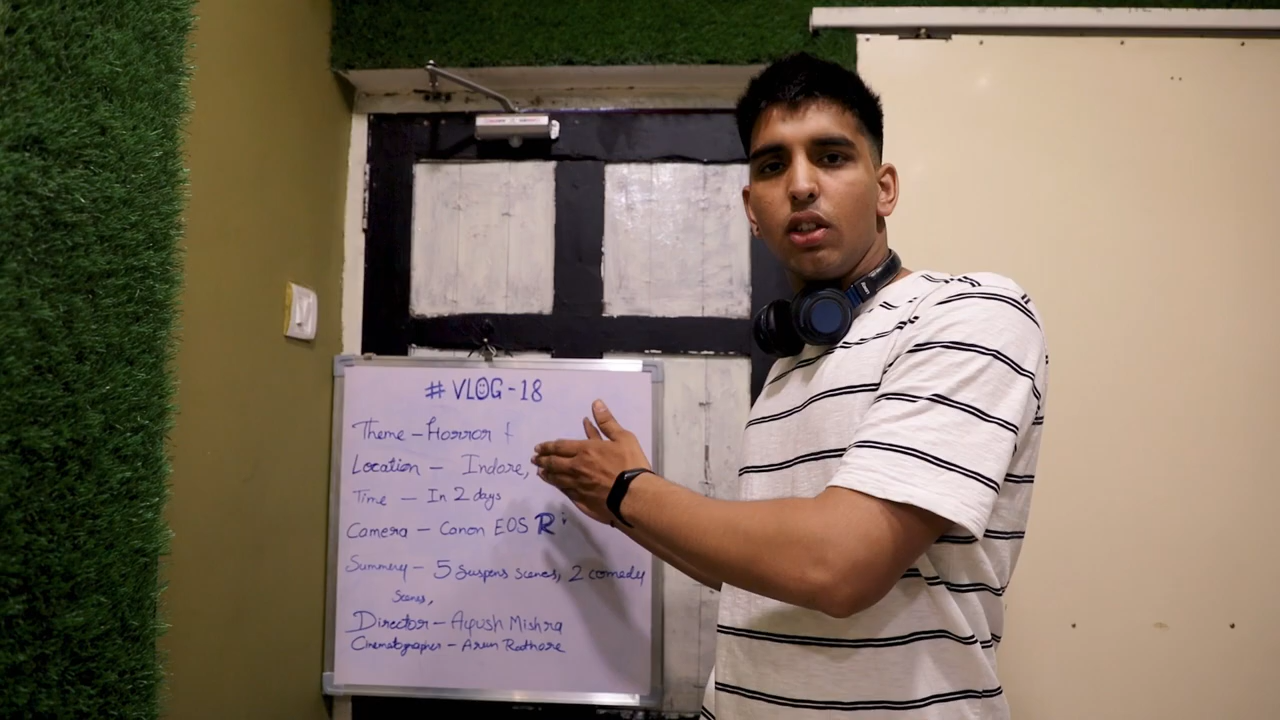 # VLOG - 18
Theme - Horror
Location - Indore,
Time - In 2 days
Camera - Canon EOS R
Summery - 5 Suspens Scenes, 2 comedy
Scenes,
Director - Ayush Mishra
Cinematographer - Arun Rathore